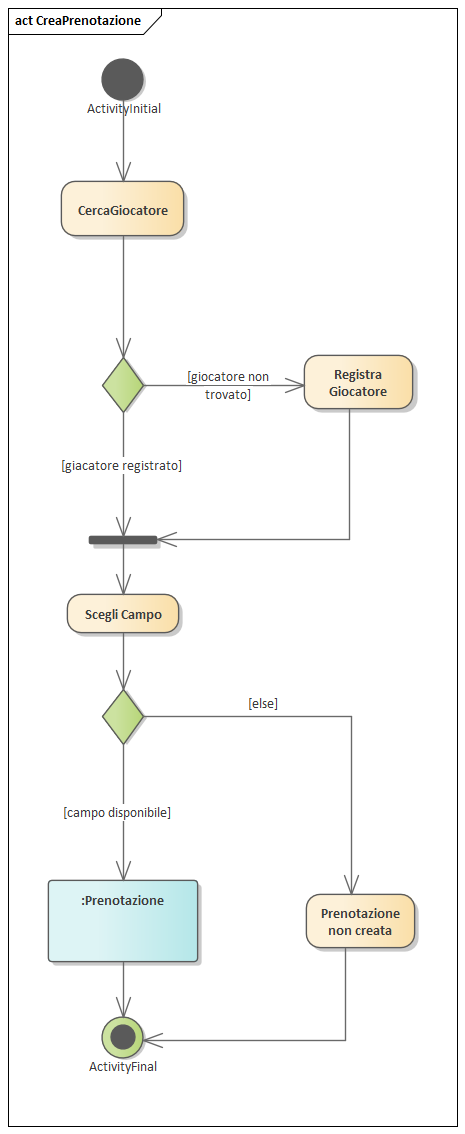 act CreaPrenotazione
ActivityInitial
CercaGiocatore
[giocatore non
trovato]
Registra
Giocatore
[giacatore registrato]
Scegli Campo
[else]
[campo disponibile]
:Prenotazione
Prenotazione
non creata
ActivityFinal